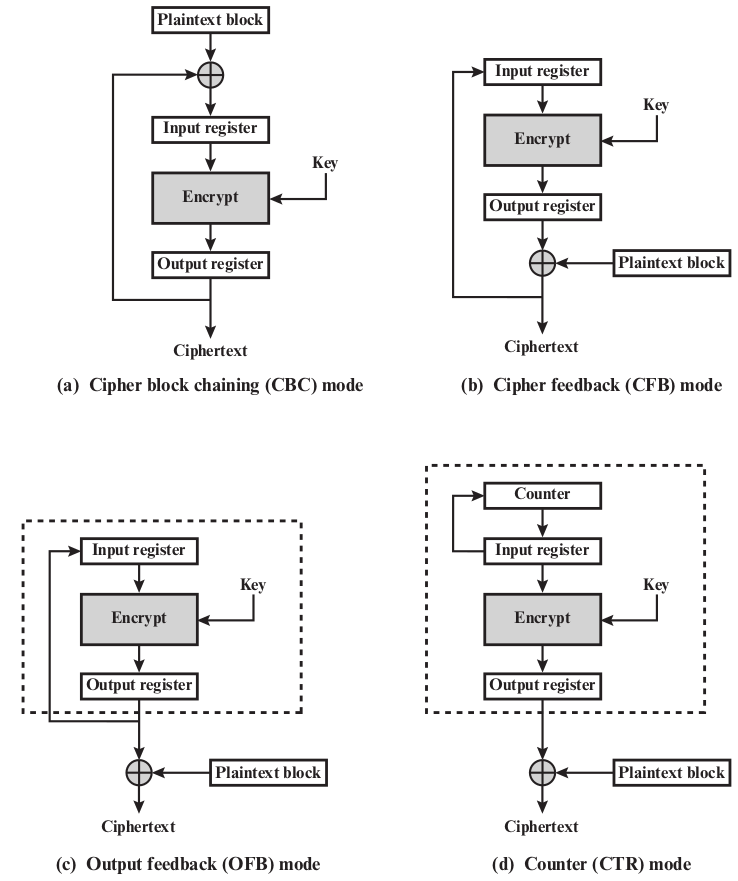 Plaintext block
Input register
Key
Encrypt
Output register
Ciphertext
(a) Cipher block chaining (CBC) mode
Input register
Key
Encrypt
Output register
Plaintext block
Ciphertext
(b) Cipher feedback (CFB) mode
Input register
Key
Encrypt
Output register
Plaintext block
Ciphertext
(c) Output feedback (OFB) mode
Counter
Input register
Key
Encrypt
Output register
Plaintext block
Ciphertext
(d) Counter (CTR) mode